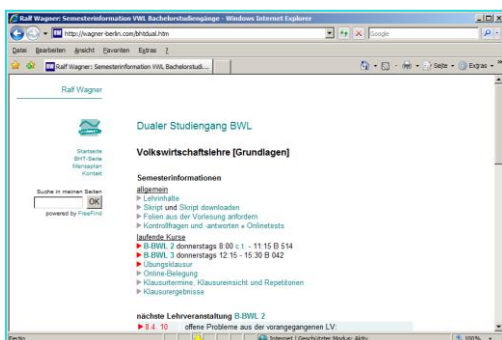 Ralf Wagner: Semesterinformation VWL Bachelorstudiengänge - Windows Internet Explorer
http://wagner-berlin.com/bhtdual.htm
Google
Datei Bearbeiten Ansicht Favoriten Extras ?
Ralf Wagner: Semesterinformation VWL Bachelorstudi...
Seite Extras
Ralf Wagner
Startseite
BHT-Seite
Mensaplan
Kontakt
Suche in meinen Seiten
OK
powered by FreeFind
Dualer Studiengang BWL
Volkswirtschaftslehre [Grundlagen]
Semesterinformationen
allgemein
Lehrinhalte
Skript und Skript downloaden
Folien aus der Vorlesung anfordern
Kontrollfragen und -antworten + Onlinetests
laufende Kurse
B-BWL 2 donnerstags 8:00 c.t. - 11:15 B 514
B-BWL 3 donnerstags 12:15 - 15:30 B 042
Übungsklausur
Online-Belegung
Klausurtermine, Klausureinsicht und Repetitorien
Klausurergebnisse
nächste Lehrveranstaltung B-BWL 2
8.4. 10 offene Probleme aus der vorangegangenen LV:
Fertig
Internet | Geschützter Modus: Aktiv
100%